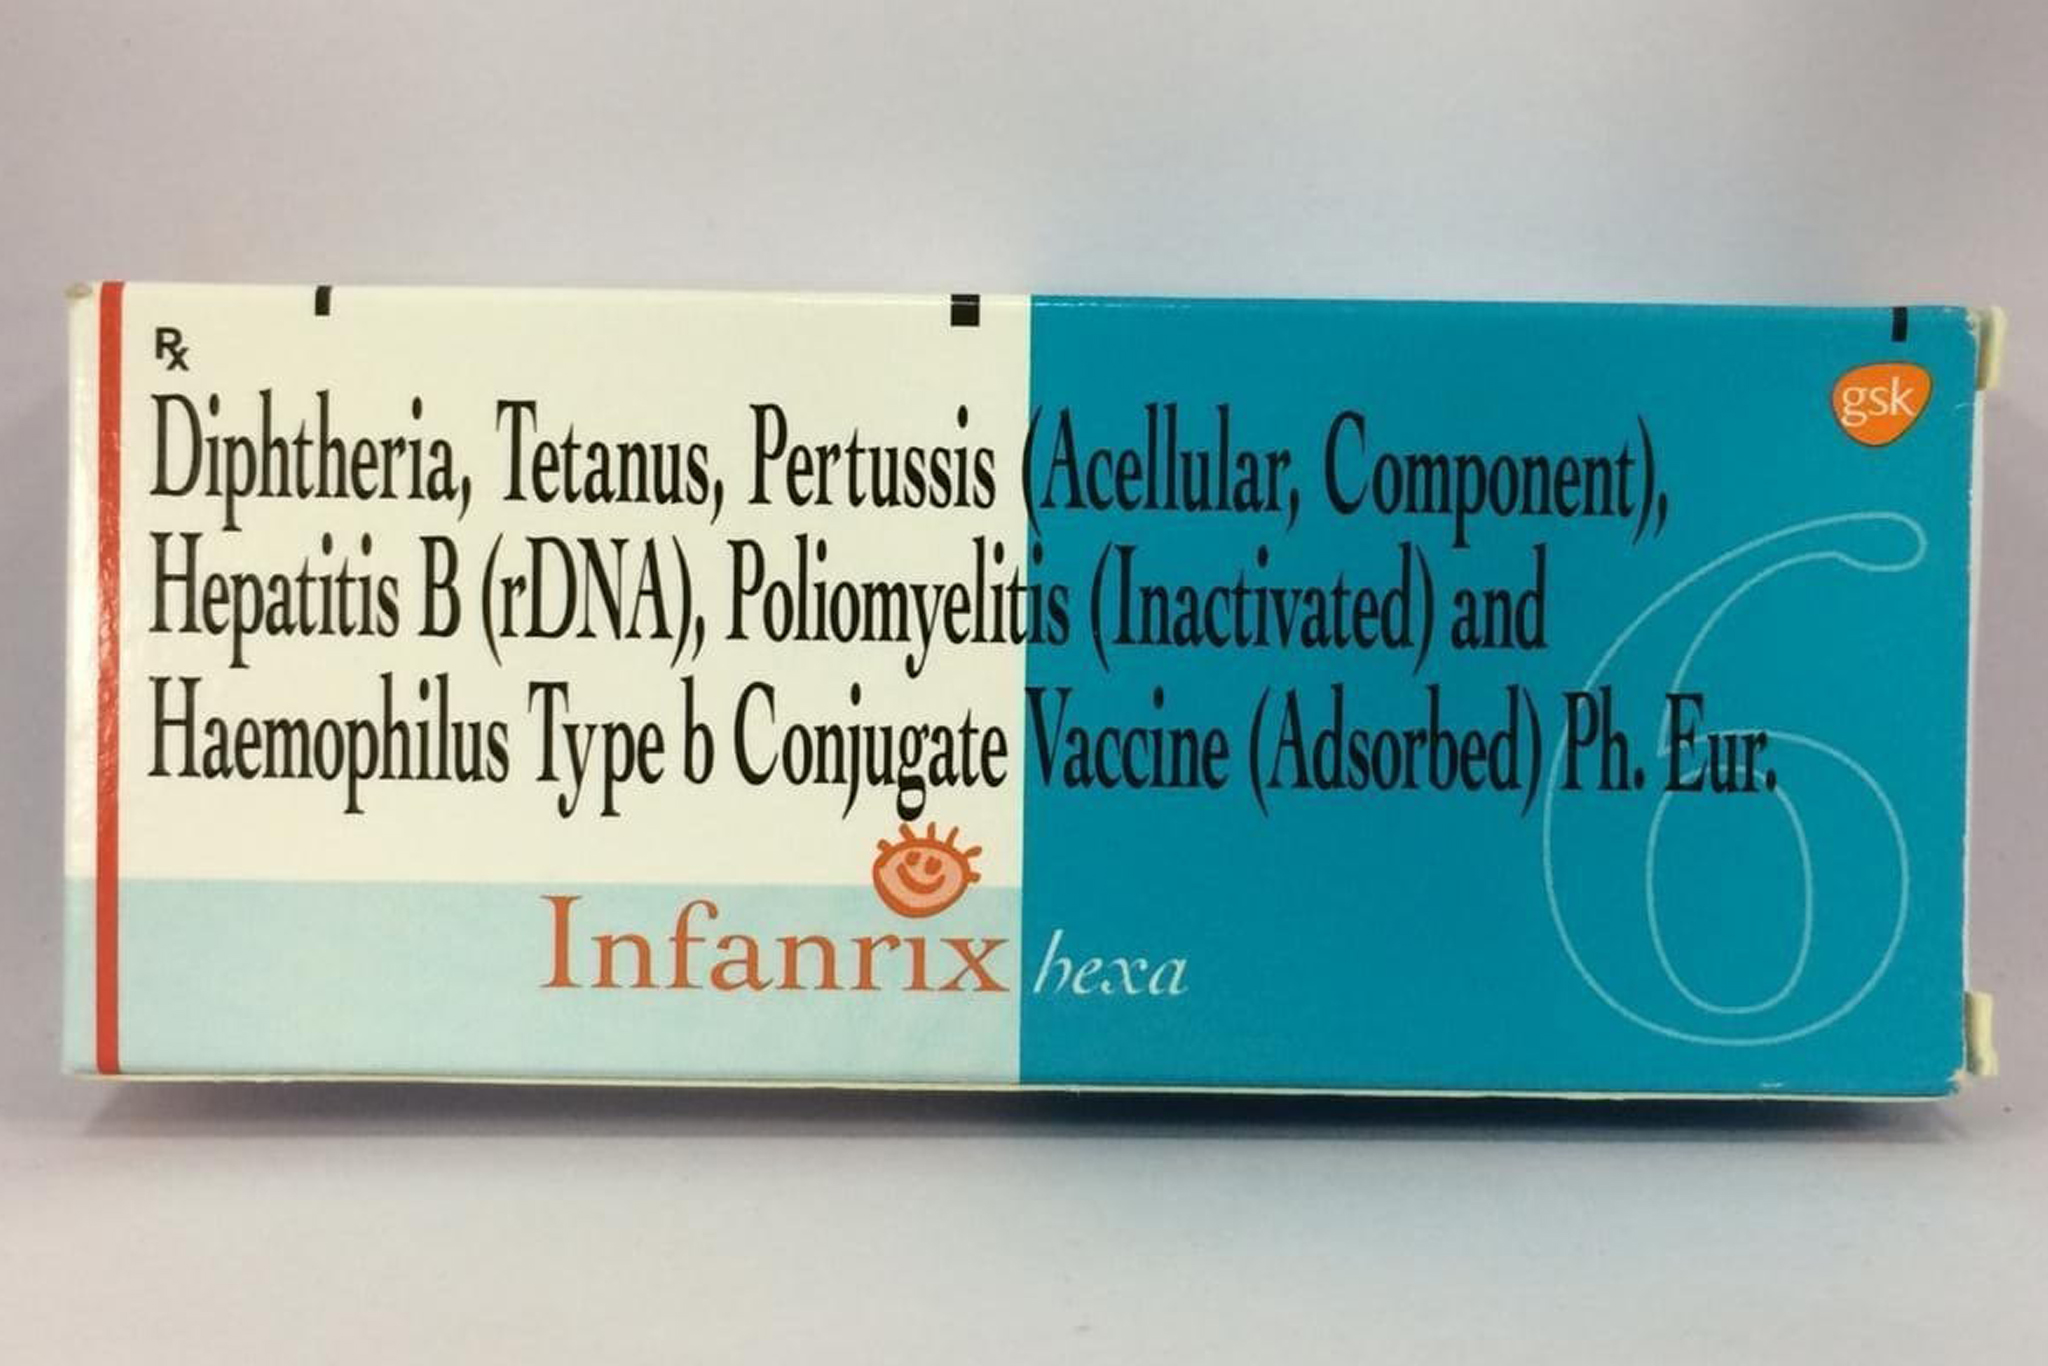 Rx
gsk
Diphtheria, Tetanus, Pertussis (Acellular, Component),
Hepatitis B (rDNA), Poliomyelitis (Inactivated) and
Haemophilus Type b Conjugate Vaccine (Adsorbed) Ph. Eur.
6
Infanrix hexa